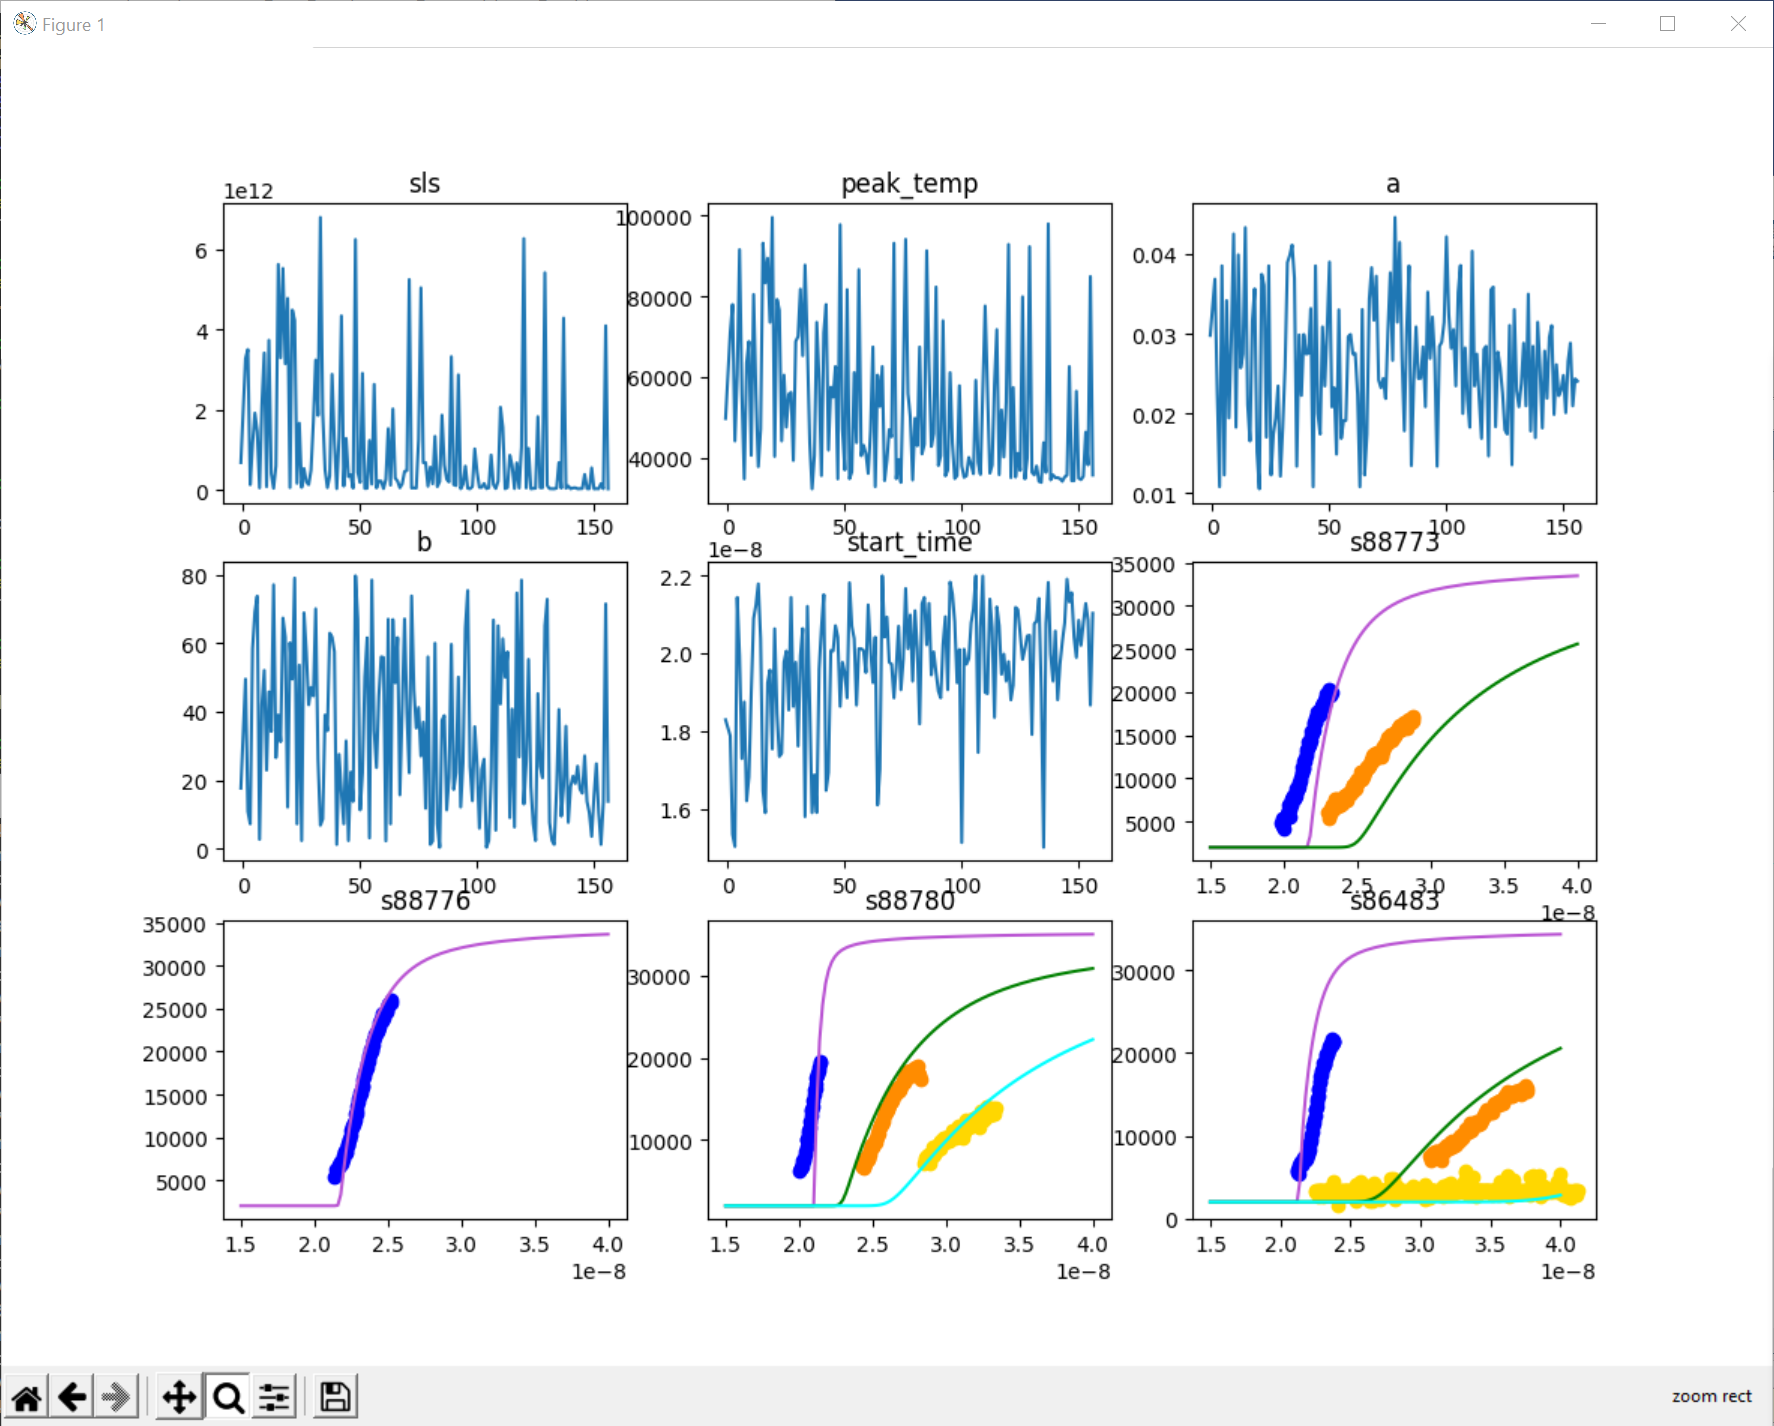 Figure 1
sls
peak_temp
a
1e12
6
4
2
0
0 50 100 150
100000
80000
60000
40000
0 50 100 150
0.04
0.03
0.02
0.01
0 50 100 150
b
start_time
s88773
80
60
40
20
0
0 50 100 150
1e−8
2.2
2.0
1.8
1.6
0 50 100 150
35000
30000
25000
20000
15000
10000
5000
1.5 2.0 2.5 3.0 3.5 4.0
1e−8
s88776
s88780
s86483
35000
30000
25000
20000
15000
10000
5000
1.5 2.0 2.5 3.0 3.5 4.0
1e−8
30000
20000
10000
1.5 2.0 2.5 3.0 3.5 4.0
1e−8
30000
20000
10000
0
1.5 2.0 2.5 3.0 3.5 4.0
1e−8
zoom rect